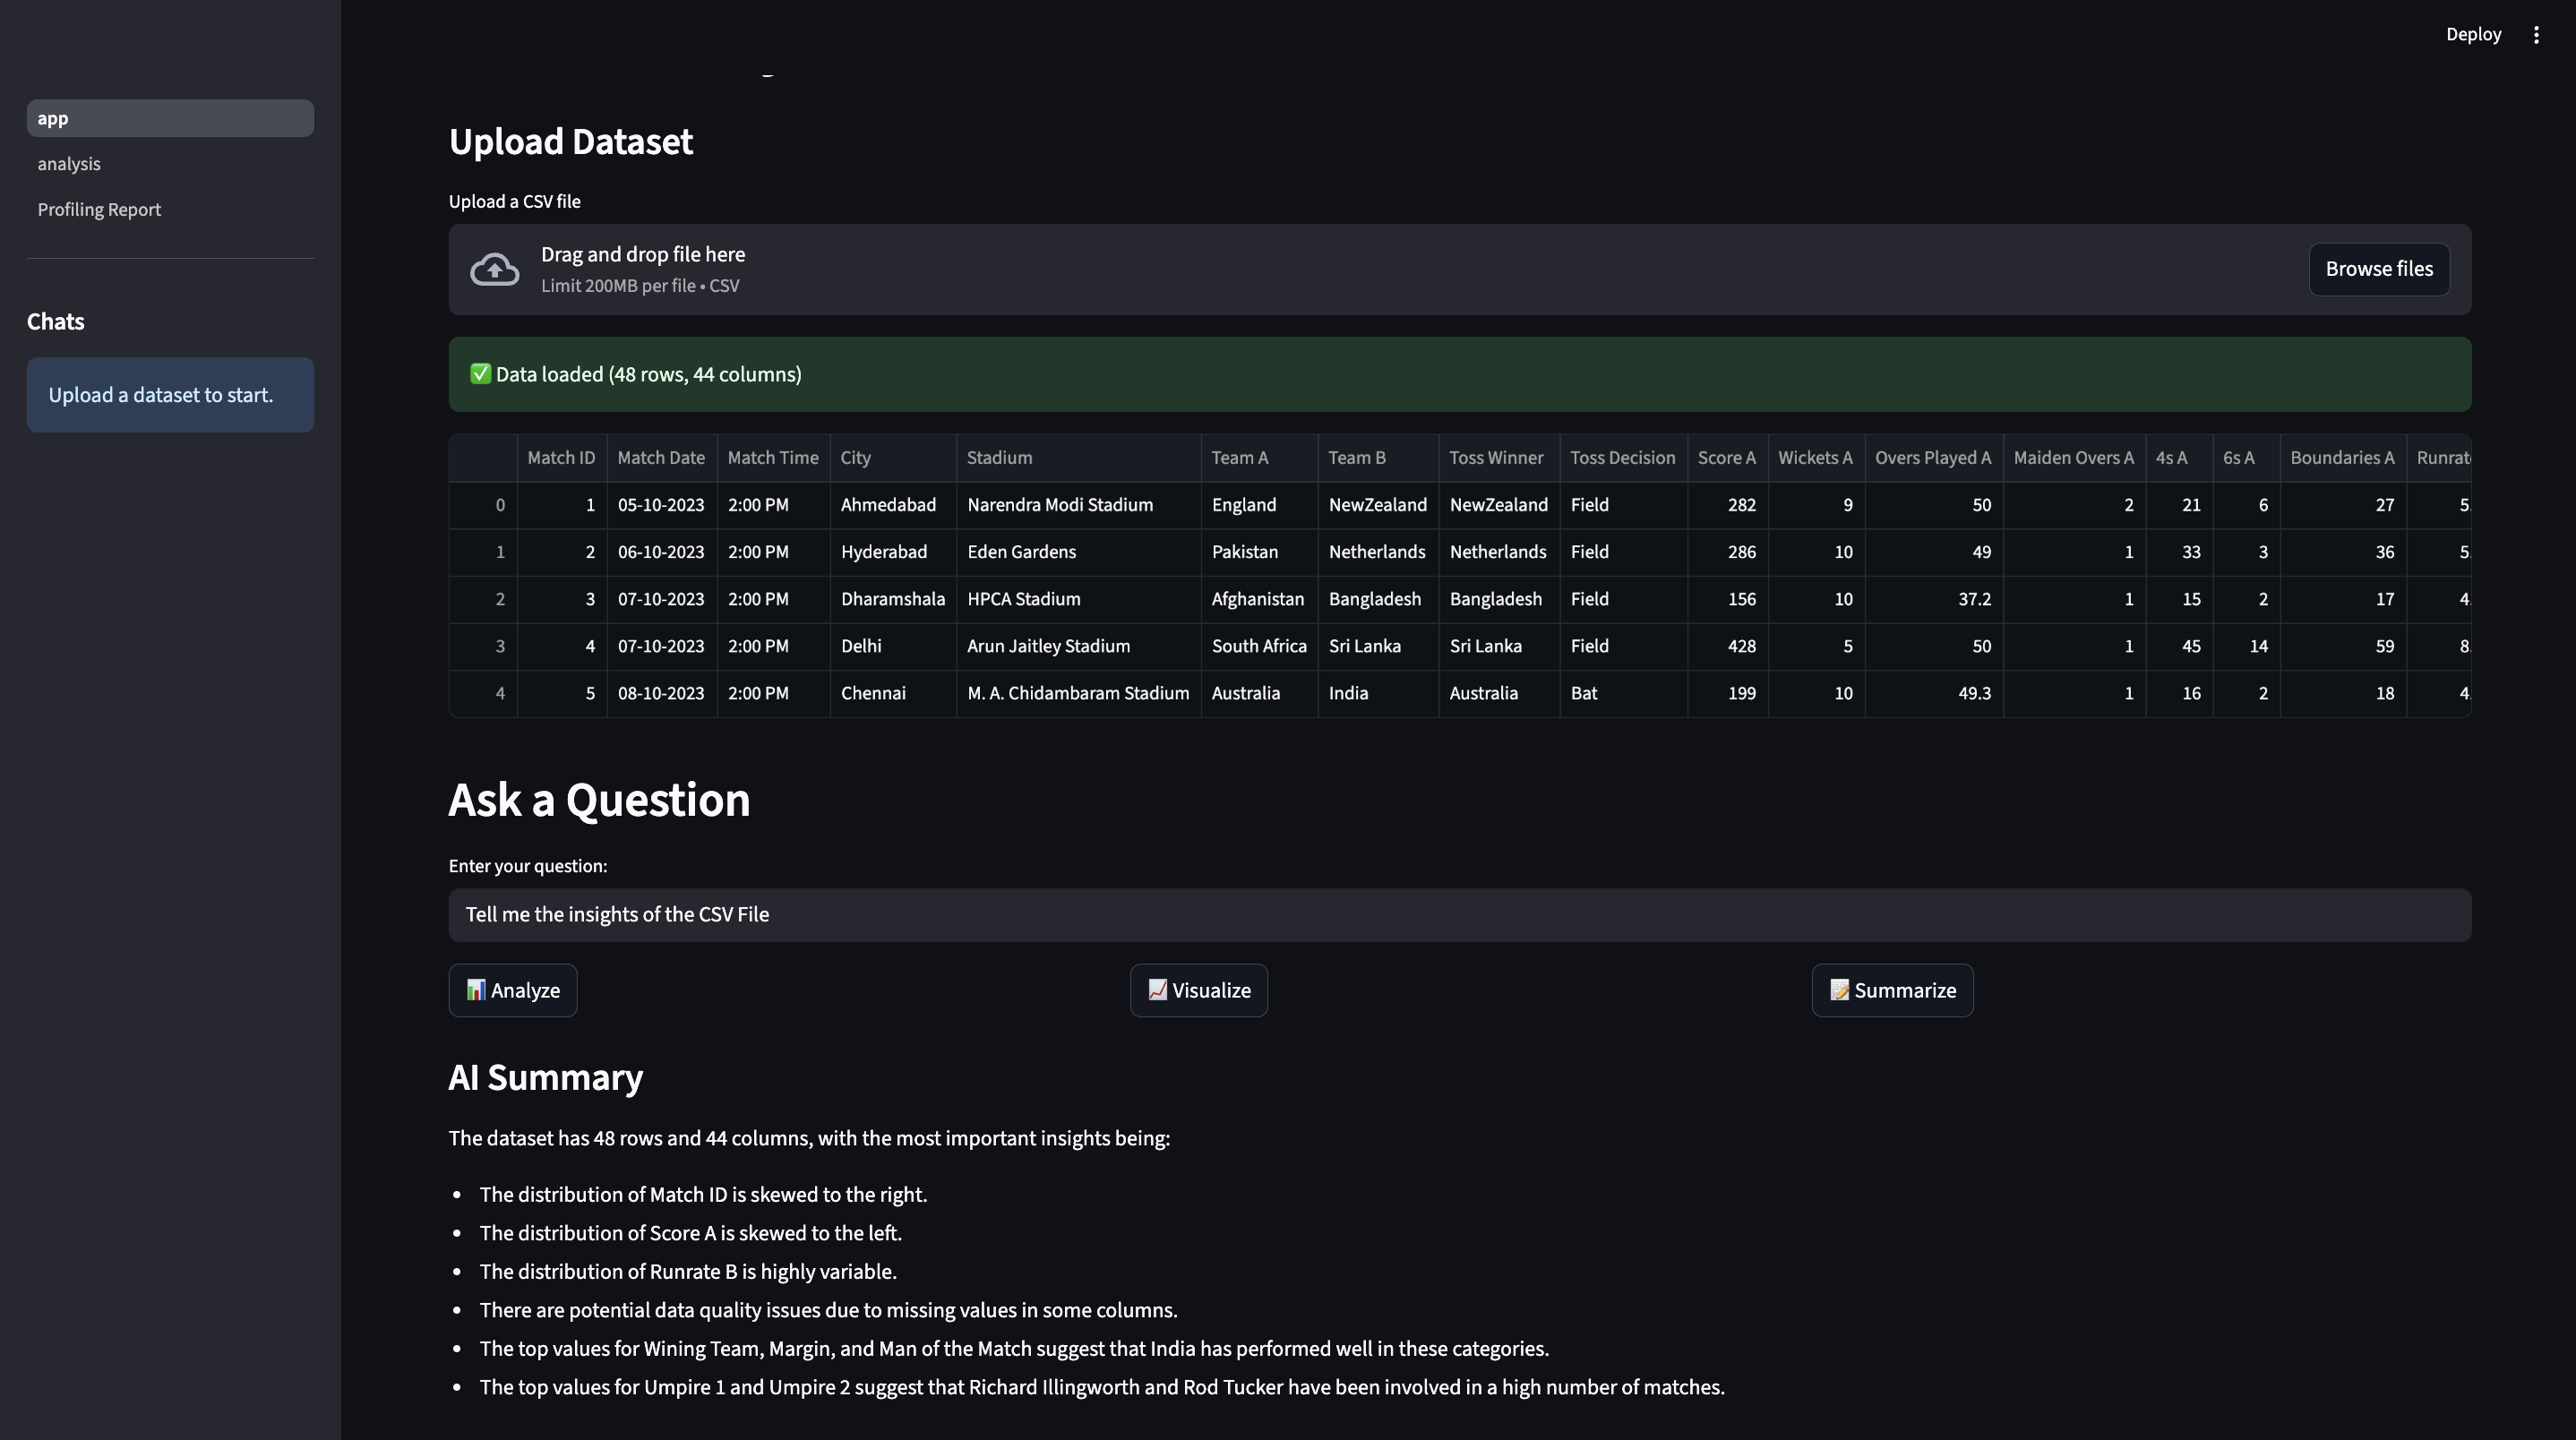 Deploy
app
analysis
Profiling Report
Chats
Upload a dataset to start.
Upload Dataset
Upload a CSV file
Drag and drop file here
Limit 200MB per file • CSV
Browse files
✅ Data loaded (48 rows, 44 columns)
Match ID Match Date Match Time City Stadium Team A Team B Toss Winner Toss Decision Score A Wickets A Overs Played A Maiden Overs A 4s A 6s A Boundaries A
0 1 05-10-2023 2:00 PM Ahmedabad Narendra Modi Stadium England NewZealand NewZealand Field 282 9 50 2 21 6 27
1 2 06-10-2023 2:00 PM Hyderabad Eden Gardens Pakistan Netherlands Netherlands Field 286 10 49 1 33 3 36
2 3 07-10-2023 2:00 PM Dharamshala HPCA Stadium Afghanistan Bangladesh Bangladesh Field 156 10 37.2 1 15 2 17
3 4 07-10-2023 2:00 PM Delhi Arun Jaitley Stadium South Africa Sri Lanka Sri Lanka Field 428 5 50 1 45 14 59
4 5 08-10-2023 2:00 PM Chennai M. A. Chidambaram Stadium Australia India Australia Bat 199 10 49.3 1 16 2 18
Ask a Question
Enter your question:
Tell me the insights of the CSV File
📊 Analyze
📈 Visualize
📝 Summarize
AI Summary
The dataset has 48 rows and 44 columns, with the most important insights being:
• The distribution of Match ID is skewed to the right.
• The distribution of Score A is skewed to the left.
• The distribution of Runrate B is highly variable.
• There are potential data quality issues due to missing values in some columns.
• The top values for Wining Team, Margin, and Man of the Match suggest that India has performed well in these categories.
• The top values for Umpire 1 and Umpire 2 suggest that Richard Illingworth and Rod Tucker have been involved in a high number of matches.